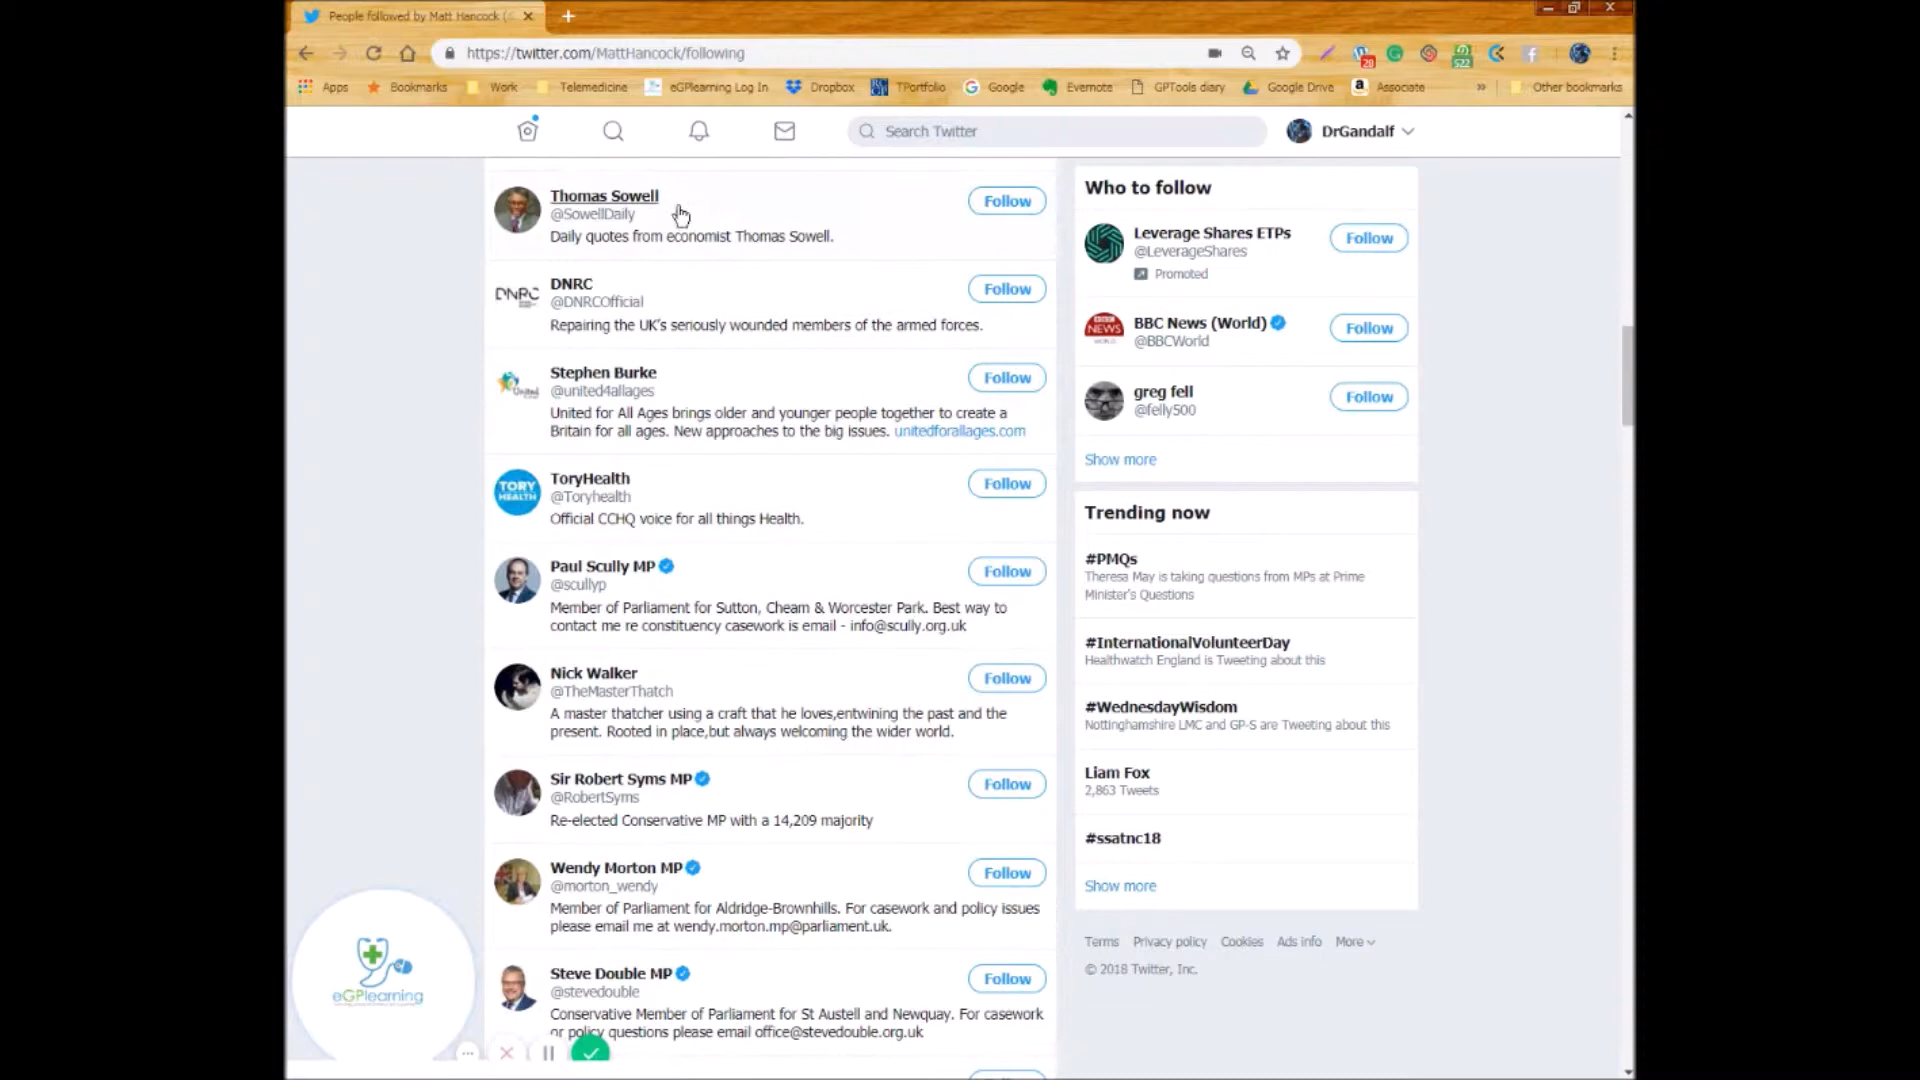 People followed by Matt Hancock (
https://twitter.com/MattHancock/following
28
522
Apps
Bookmarks
Work
Telemedicine
eGPlearning Log In
Dropbox
TPortfolio
Google
Evernote
GPTools diary
Google Drive
Associate
»
Other bookmarks
Search Twitter
DrGandalf
Thomas Sowell
@SowellDaily
Follow
Daily quotes from economist Thomas Sowell.
DNRC
DNRC
@DNRCOfficial
Follow
Repairing the UK's seriously wounded members of the armed forces.
United
Stephen Burke
@united4allages
Follow
United for All Ages brings older and younger people together to create a
Britain for all ages. New approaches to the big issues. unitedforallages.com
TORY
HEALTH
ToryHealth
@Toryhealth
Follow
Official CCHQ voice for all things Health.
Paul Scully MP
@scullyp
Follow
Member of Parliament for Sutton, Cheam & Worcester Park. Best way to
contact me re constituency casework is email - info@scully.org.uk
Nick Walker
@TheMasterThatch
Follow
A master thatcher using a craft that he loves,entwining the past and the
present. Rooted in place,but always welcoming the wider world.
Sir Robert Syms MP
@RobertSyms
Follow
Re-elected Conservative MP with a 14,209 majority
Wendy Morton MP
@morton_wendy
Follow
Member of Parliament for Aldridge-Brownhills. For casework and policy issues
please email me at wendy.morton.mp@parliament.uk.
Steve Double MP
@stevedouble
Follow
Conservative Member of Parliament for St Austell and Newquay. For casework
or policy questions please email office@stevedouble.org.uk
Who to follow
Leverage Shares ETPs
@LeverageShares
Promoted
Follow
NEWS
BBC News (World)
@BBCWorld
Follow
greg fell
@felly500
Follow
Show more
Trending now
#PMQs
Theresa May is taking questions from MPs at Prime
Minister's Questions
#InternationalVolunteerDay
Healthwatch England is Tweeting about this
#WednesdayWisdom
Nottinghamshire LMC and GP-S are Tweeting about this
Liam Fox
2,863 Tweets
#ssatnc18
Show more
Terms Privacy policy Cookies Ads info More
© 2018 Twitter, Inc.
eGPlearning